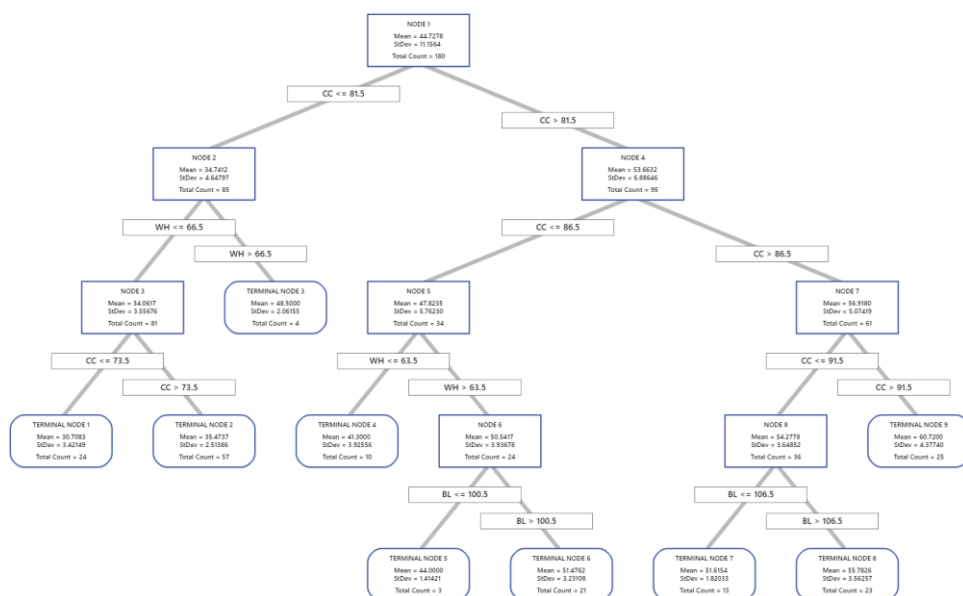 NODE 1
Mean = 44.7278
StDev = 11.1564
Total Count = 180
CC <= 81.5
CC > 81.5
NODE 2
Mean = 34.7412
StDev = 4.64797
Total Count = 85
NODE 4
Mean = 53.6632
StDev = 6.88646
Total Count = 95
WH <= 66.5
WH > 66.5
CC <= 86.5
CC > 86.5
NODE 3
Mean = 34.0617
StDev = 3.55676
Total Count = 81
TERMINAL NODE 3
Mean = 48.5000
StDev = 2.06155
Total Count = 4
NODE 5
Mean = 47.8235
StDev = 5.76230
Total Count = 34
NODE 7
Mean = 56.9180
StDev = 5.07419
Total Count = 61
CC <= 73.5
CC > 73.5
WH <= 63.5
WH > 63.5
CC <= 91.5
CC > 91.5
TERMINAL NODE 1
Mean = 30.7083
StDev = 3.42149
Total Count = 24
TERMINAL NODE 2
Mean = 35.4737
StDev = 2.51386
Total Count = 57
TERMINAL NODE 4
Mean = 41.3000
StDev = 3.92556
Total Count = 10
NODE 6
Mean = 50.5417
StDev = 3.93678
Total Count = 24
NODE 8
Mean = 54.2778
StDev = 3.64852
Total Count = 36
TERMINAL NODE 9
Mean = 60.7200
StDev = 4.37740
Total Count = 25
BL <= 100.5
BL > 100.5
BL <= 106.5
BL > 106.5
TERMINAL NODE 5
Mean = 44.0000
StDev = 1.41421
Total Count = 3
TERMINAL NODE 6
Mean = 51.4762
StDev = 3.23108
Total Count = 21
TERMINAL NODE 7
Mean = 51.6154
StDev = 1.82033
Total Count = 13
TERMINAL NODE 8
Mean = 55.7826
StDev = 3.56257
Total Count = 23